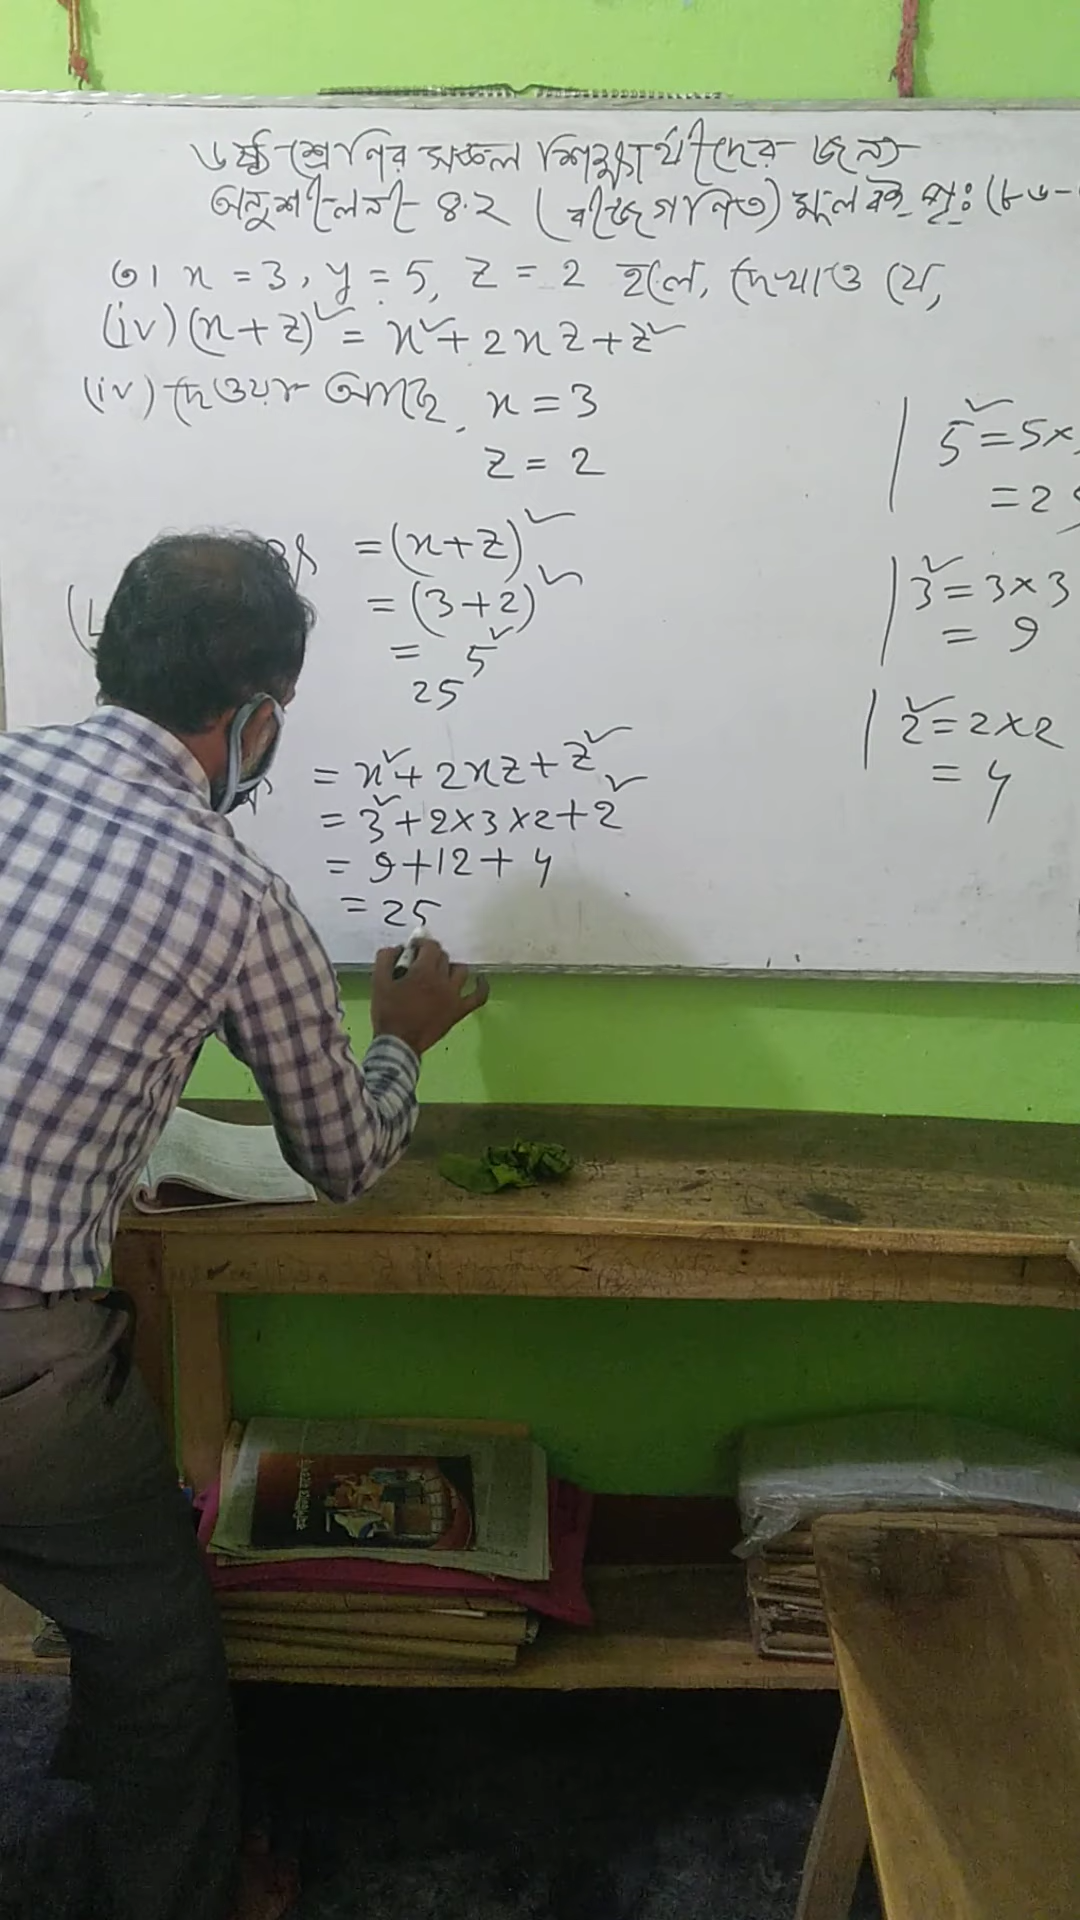 ৬ষ্ঠ শ্রেণির সকল শিক্ষার্থীদের জন্য
অনুশীলনী- ৪.২ (বীজগণিত) মূল বই পৃঃ (৮৬-
৩। x = 3, y = 5, z = 2 হলে, দেখাও যে,
(iv) (x+z)² = x² + 2xz + z²
(iv) দেওয়া আছে, x = 3
z = 2
= (x+z)²
= (3+2)²
= 5²
25
= x² + 2xz + z²
= 3² + 2×3×2 + 2²
= 9+12+ 4
= 25
5² = 5×
= 25
3² = 3×3
= 9
2² = 2×2
= 4